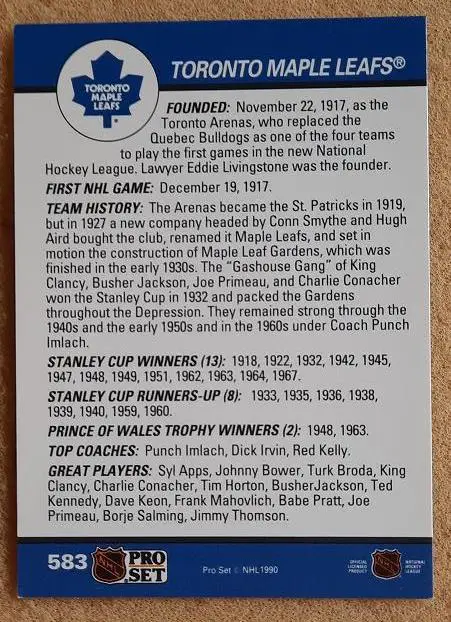 TORONTO
MAPLE
LEAFS
TORONTO MAPLE LEAFS®
FOUNDED: November 22, 1917, as the
Toronto Arenas, who replaced the
Quebec Bulldogs as one of the four teams
to play the first games in the new National
Hockey League. Lawyer Eddie Livingstone was the founder.
FIRST NHL GAME: December 19, 1917.
TEAM HISTORY: The Arenas became the St. Patricks in 1919,
but in 1927 a new company headed by Conn Smythe and Hugh
Aird bought the club, renamed it Maple Leafs, and set in
motion the construction of Maple Leaf Gardens, which was
finished in the early 1930s. The "Gashouse Gang" of King
Clancy, Busher Jackson, Joe Primeau, and Charlie Conacher
won the Stanley Cup in 1932 and packed the Gardens
throughout the Depression. They remained strong through the
1940s and the early 1950s and in the 1960s under Coach Punch
Imlach.
STANLEY CUP WINNERS (13): 1918, 1922, 1932, 1942, 1945,
1947, 1948, 1949, 1951, 1962, 1963, 1964, 1967.
STANLEY CUP RUNNERS-UP (8): 1933, 1935, 1936, 1938,
1939, 1940, 1959, 1960.
PRINCE OF WALES TROPHY WINNERS (2): 1948, 1963.
TOP COACHES: Punch Imlach, Dick Irvin, Red Kelly.
GREAT PLAYERS: Syl Apps, Johnny Bower, Turk Broda, King
Clancy, Charlie Conacher, Tim Horton, BusherJackson, Ted
Kennedy, Dave Keon, Frank Mahovlich, Babe Pratt, Joe
Primeau, Borje Salming, Jimmy Thomson.
583 NHL PRO SET
Pro Set © NHL1990
OFFICIAL
LICENSED
PRODUCT
NHL
NATIONAL
HOCKEY
LEAGUE